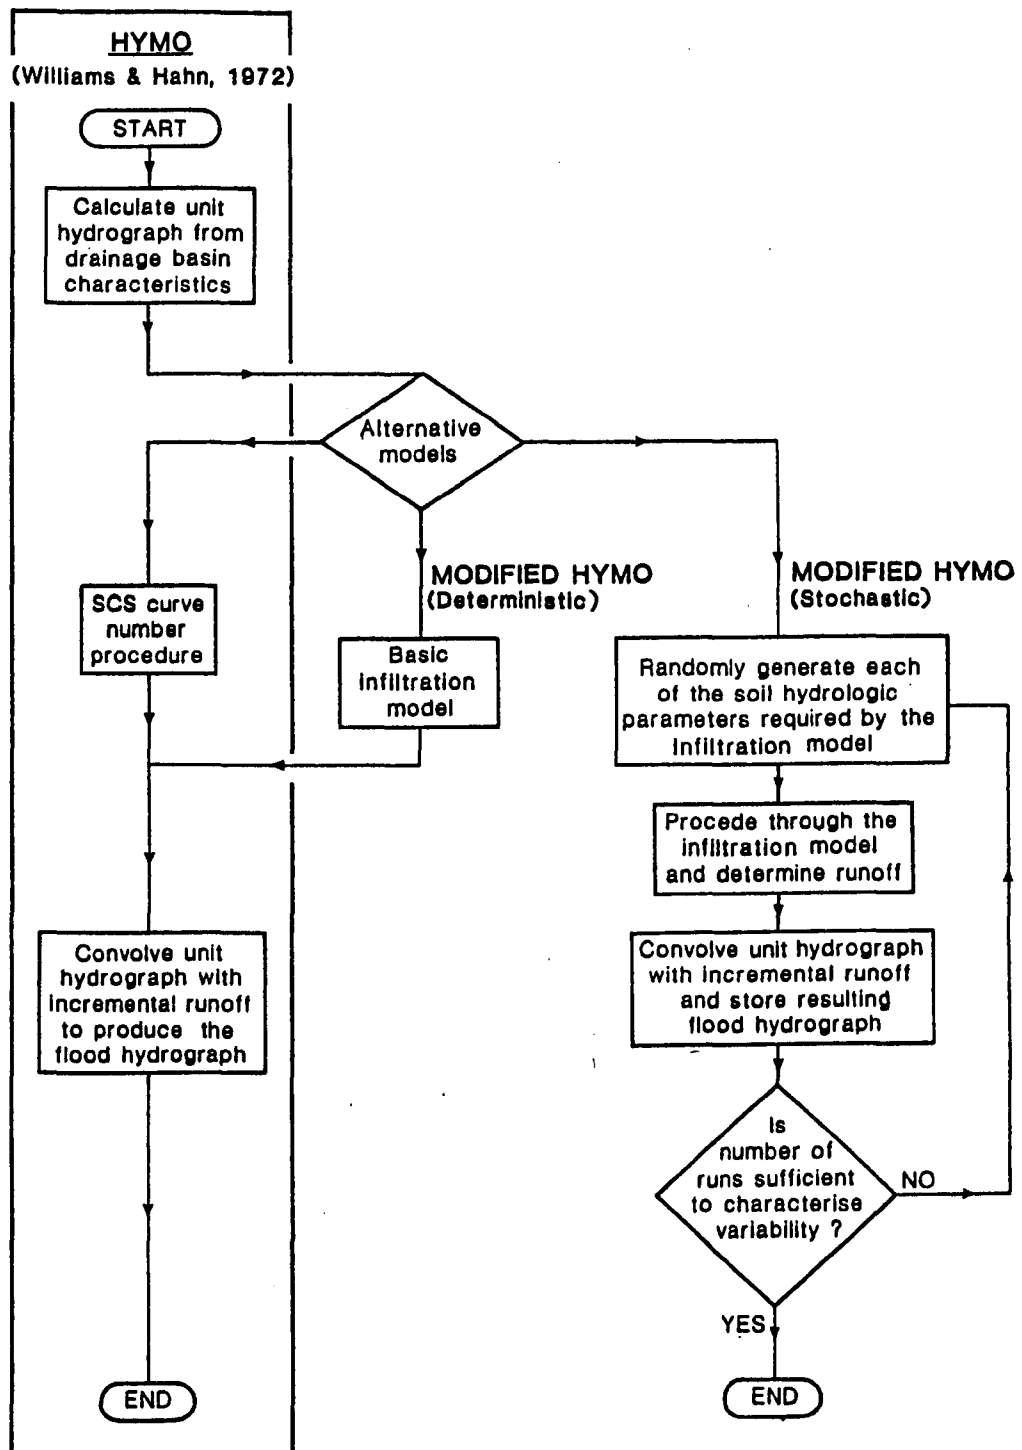 HYMO
(Williams & Hahn, 1972)
START
Calculate unit
hydrograph from
drainage basin
characteristics
Alternative
models
SCS curve
number
procedure
MODIFIED HYMO
(Deterministic)
Basic
infiltration
model
MODIFIED HYMO
(Stochastic)
Randomly generate each
of the soil hydrologic
parameters required by the
infiltration model
Procede through the
infiltration model
and determine runoff
Convolve unit
hydrograph with
incremental runoff
to produce the
flood hydrograph
Convolve unit hydrograph
with incremental runoff
and store resulting
flood hydrograph
Is
number of
runs sufficient
to characterise
variability ?
NO
YES
END
END